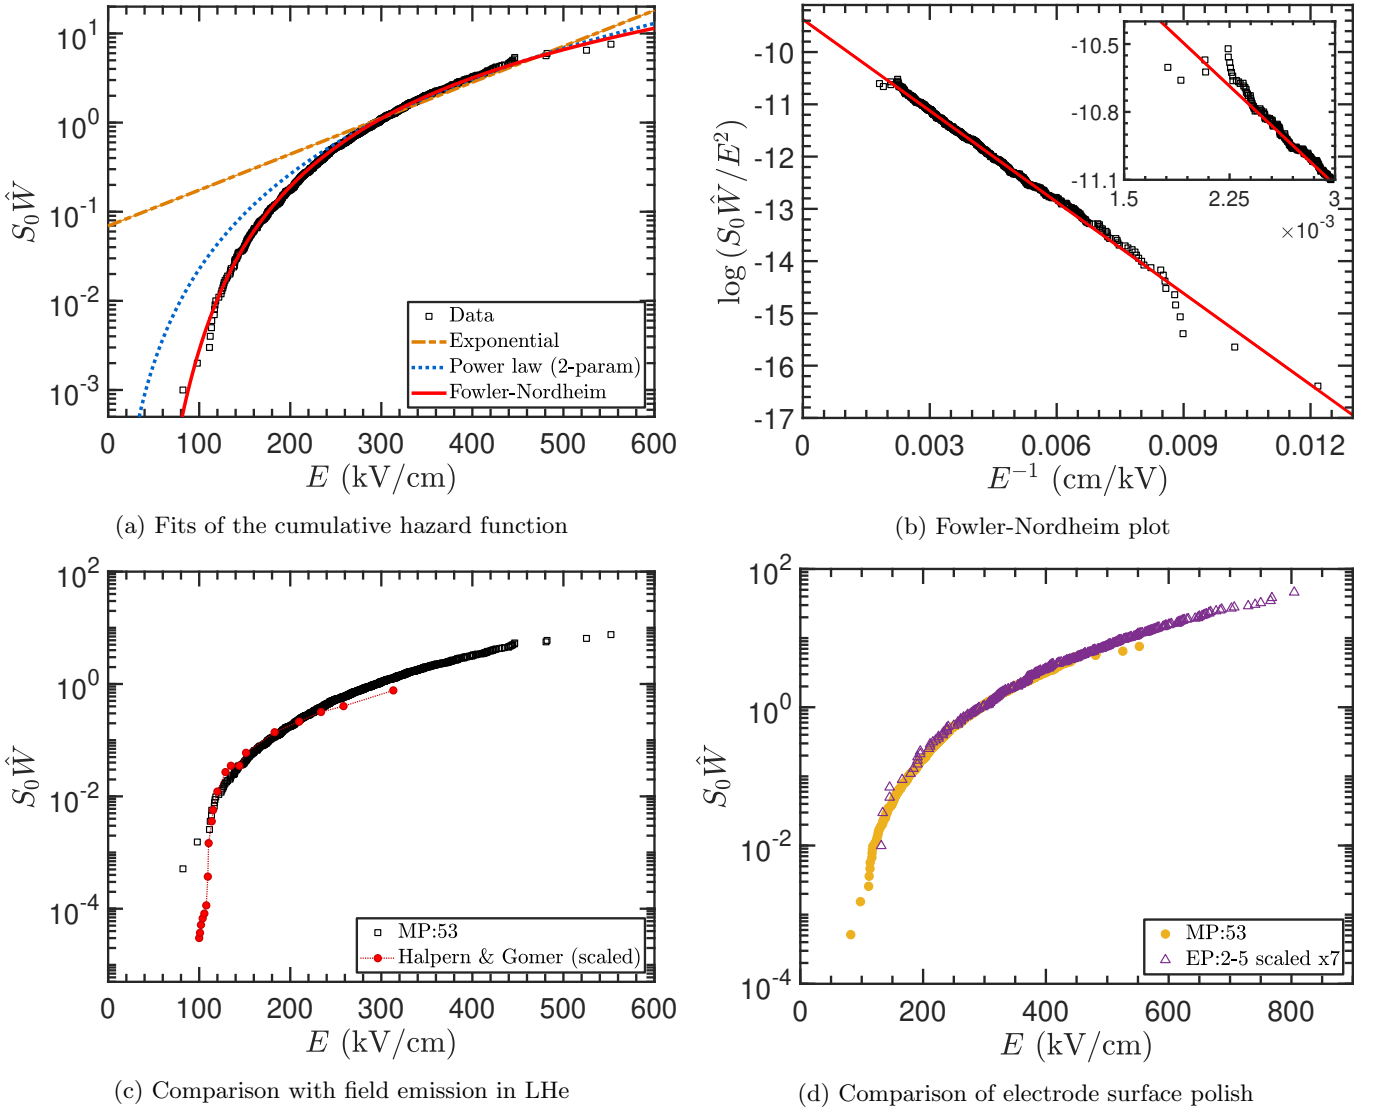 10^2
10^1
10^0
10^-1
10^-2
10^-3
S_0Ŵ
0 100 200 300 400 500 600
E (kV/cm)
Data
Exponential
Power law (2-param)
Fowler-Nordheim
(a) Fits of the cumulative hazard function
-10
-11
-12
-13
-14
-15
-16
-17
log (S_0Ŵ/E^2)
0 0.003 0.006 0.009 0.012
E^−1 (cm/kV)
-10.5
-10.8
-11.1
1.5 2.25 3
×10^-3
(b) Fowler-Nordheim plot
10^2
10^0
10^-2
10^-4
S_0Ŵ
0 100 200 300 400 500 600
E (kV/cm)
MP:53
Halpern & Gomer (scaled)
(c) Comparison with field emission in LHe
10^2
10^0
10^-2
10^-4
S_0Ŵ
0 200 400 600 800
E (kV/cm)
MP:53
EP:2-5 scaled x7
(d) Comparison of electrode surface polish